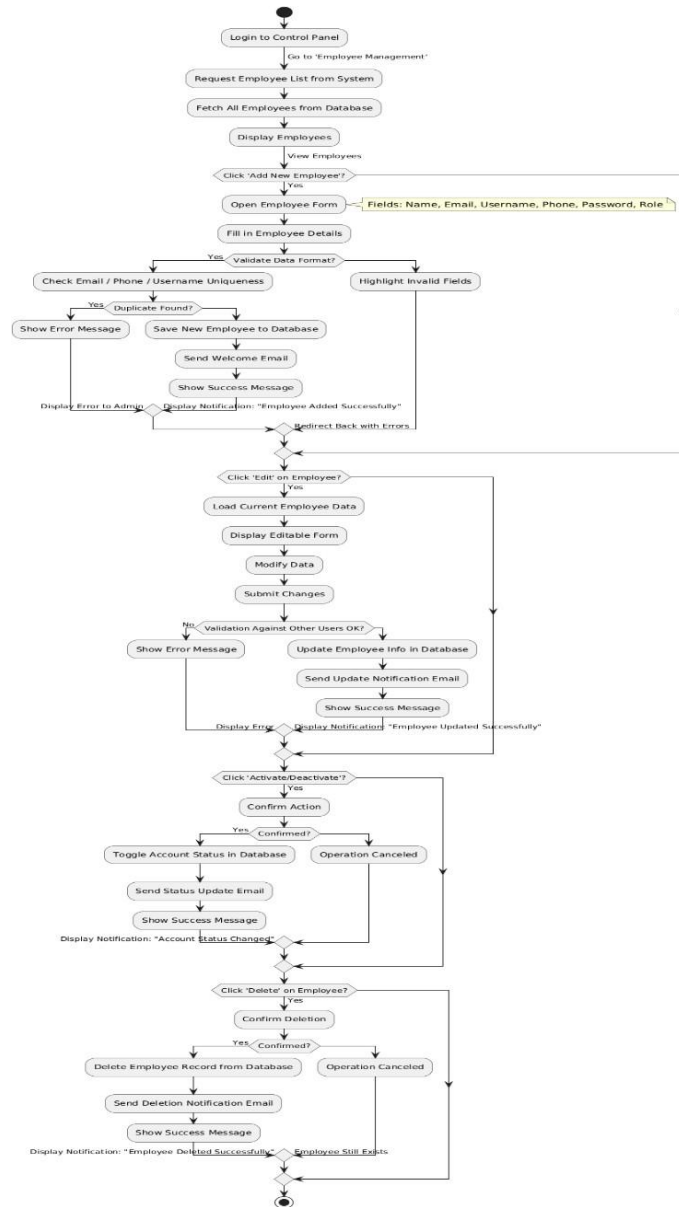 Login to Control Panel
Go to 'Employee Management'
Request Employee List from System
Fetch All Employees from Database
Display Employees
View Employees
Click 'Add New Employee'?
Yes
Open Employee Form
Fields: Name, Email, Username, Phone, Password, Role
Fill in Employee Details
Yes
Validate Data Format?
Check Email / Phone / Username Uniqueness
Highlight Invalid Fields
Yes
Duplicate Found?
Show Error Message
Save New Employee to Database
Send Welcome Email
Show Success Message
Display Error to Admin
Display Notification: "Employee Added Successfully"
Redirect Back with Errors
Click 'Edit' on Employee?
Yes
Load Current Employee Data
Display Editable Form
Modify Data
Submit Changes
No
Validation Against Other Users OK?
Show Error Message
Update Employee Info in Database
Send Update Notification Email
Show Success Message
Display Error
Display Notification: "Employee Updated Successfully"
Click 'Activate/Deactivate'?
Yes
Confirm Action
Yes
Confirmed?
Toggle Account Status in Database
Operation Canceled
Send Status Update Email
Show Success Message
Display Notification: "Account Status Changed"
Click 'Delete' on Employee?
Yes
Confirm Deletion
Yes
Confirmed?
Delete Employee Record from Database
Operation Canceled
Send Deletion Notification Email
Show Success Message
Display Notification: "Employee Deleted Successfully"
Employee Still Exists